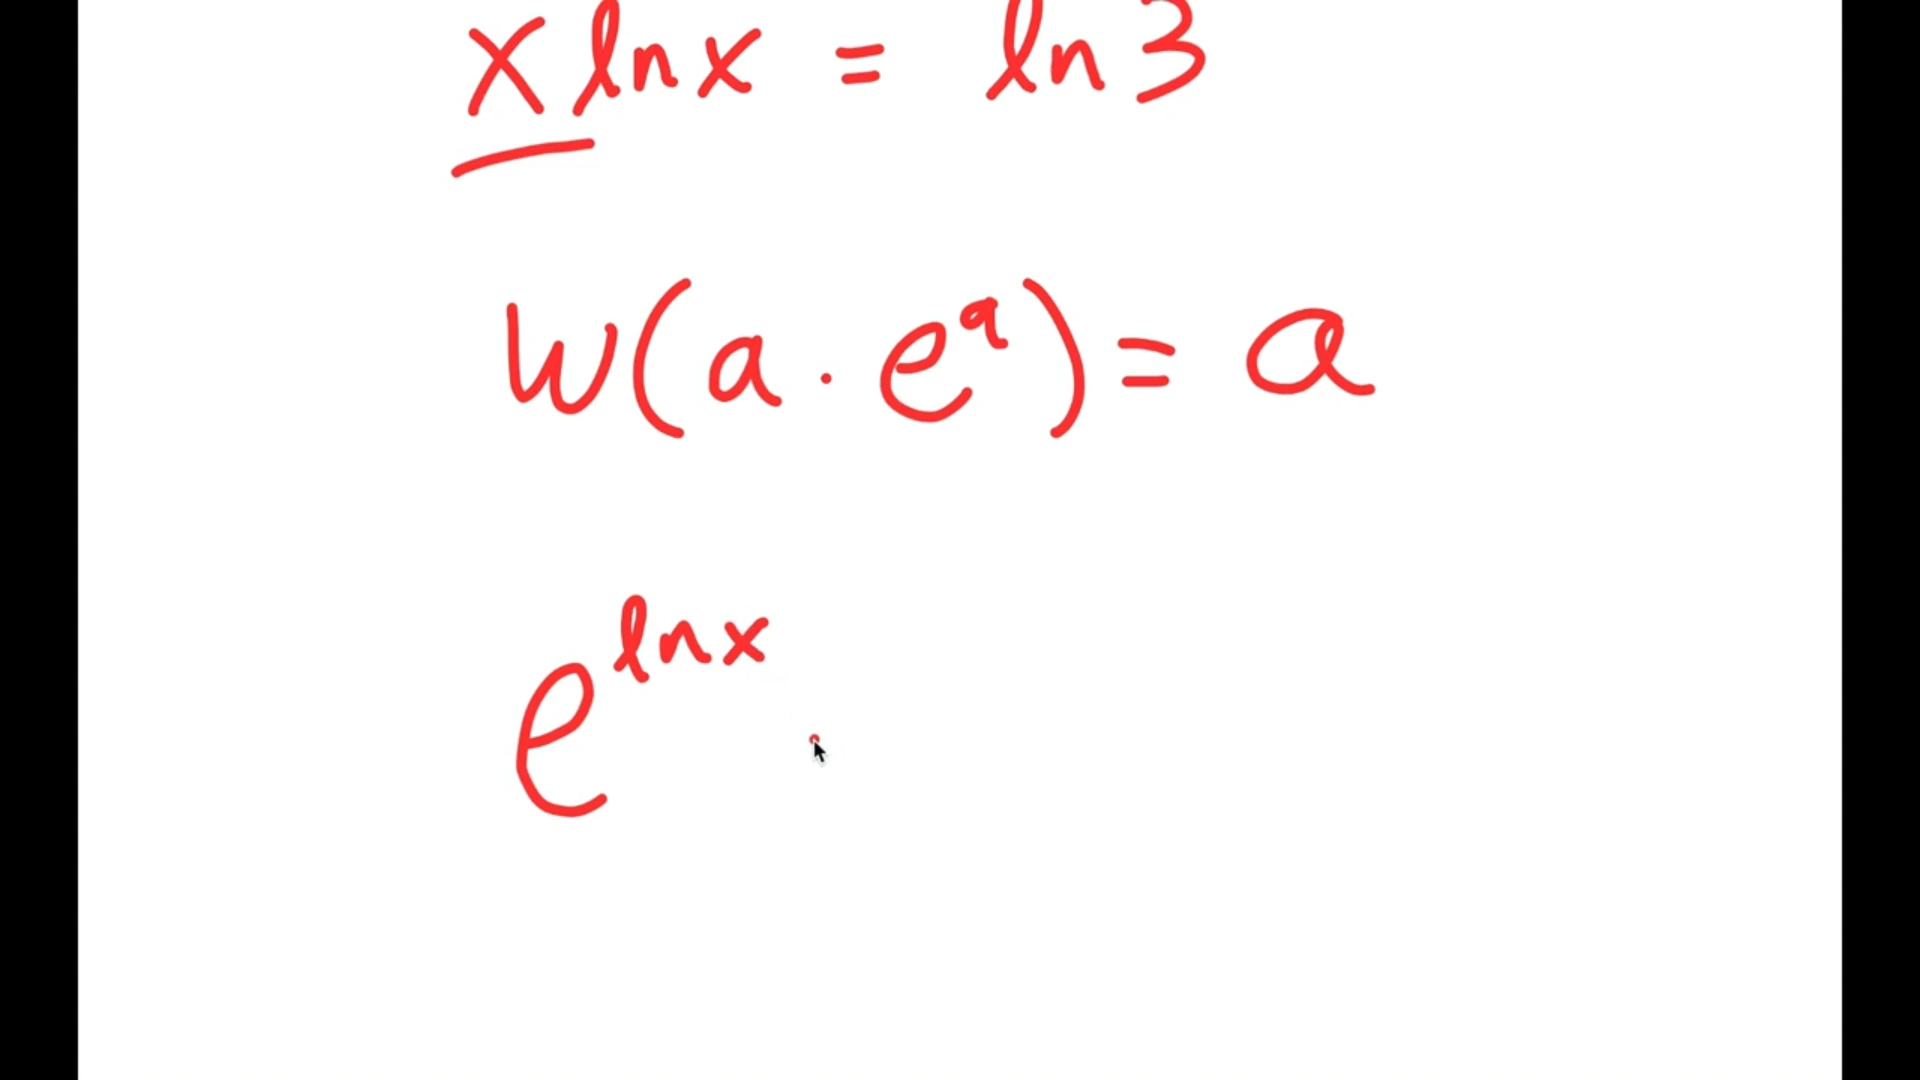 x ln x = ln 3
W(a · e^a) = a
e^ln x